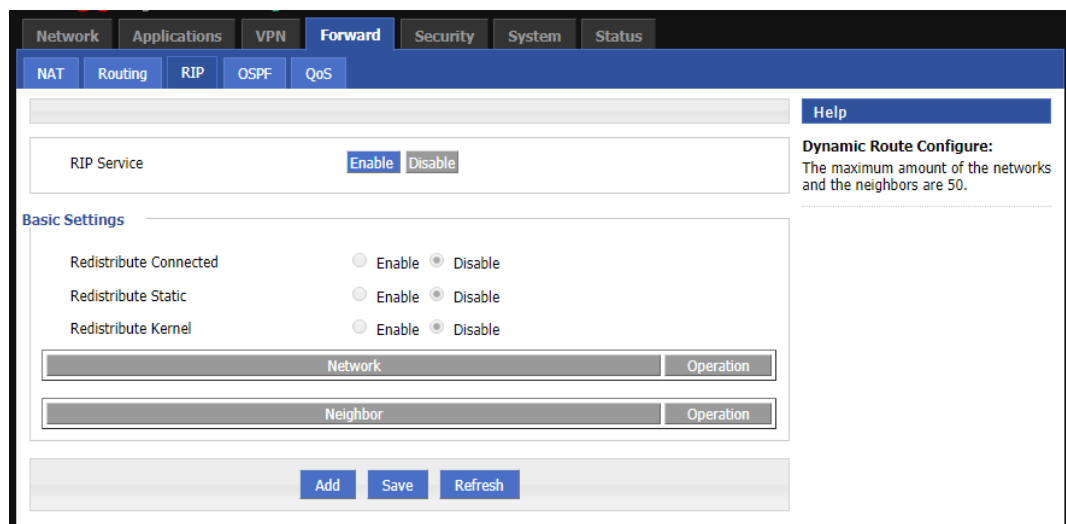 Network Applications VPN Forward Security System Status
NAT Routing RIP OSPF QoS
Help
Dynamic Route Configure:
The maximum amount of the networks
and the neighbors are 50.
RIP Service Enable Disable
Basic Settings
Redistribute Connected Enable Disable
Redistribute Static Enable Disable
Redistribute Kernel Enable Disable
Network Operation
Neighbor Operation
Add Save Refresh